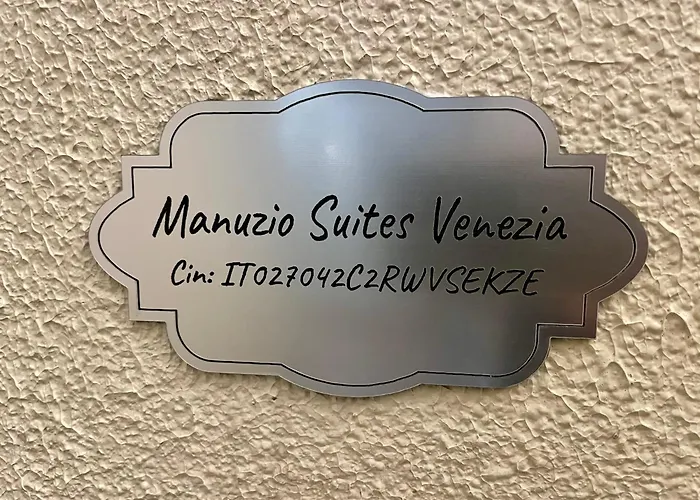 Manuzio Suites Venezia
Cin: IT027042C2RWVSEKZE